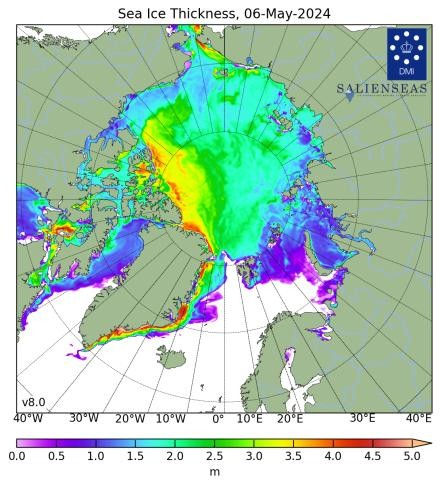 Sea Ice Thickness, 06-May-2024
DMI
SALIENSEAS
v8.0
40°W 30°W 20°W 10°W 0° 10°E 20°E 30°E 40°E
0.0 0.5 1.0 1.5 2.0 2.5 3.0 3.5 4.0 4.5 5.0
m